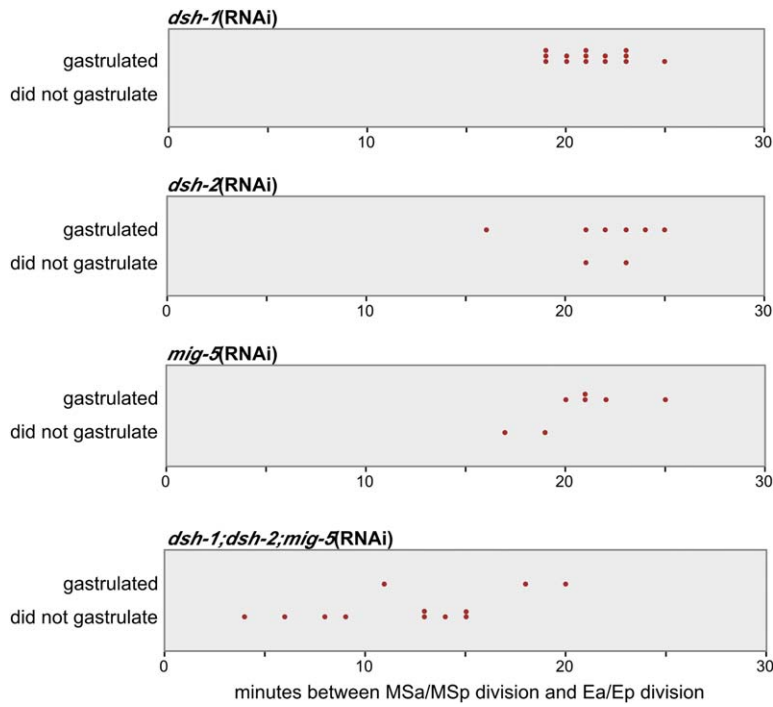 dsh-1(RNAi)
gastrulated
did not gastrulate
0 10 20 30
dsh-2(RNAi)
gastrulated
did not gastrulate
0 10 20 30
mig-5(RNAi)
gastrulated
did not gastrulate
0 10 20 30
dsh-1;dsh-2;mig-5(RNAi)
gastrulated
did not gastrulate
0 10 20 30
minutes between MSa/MSp division and Ea/Ep division